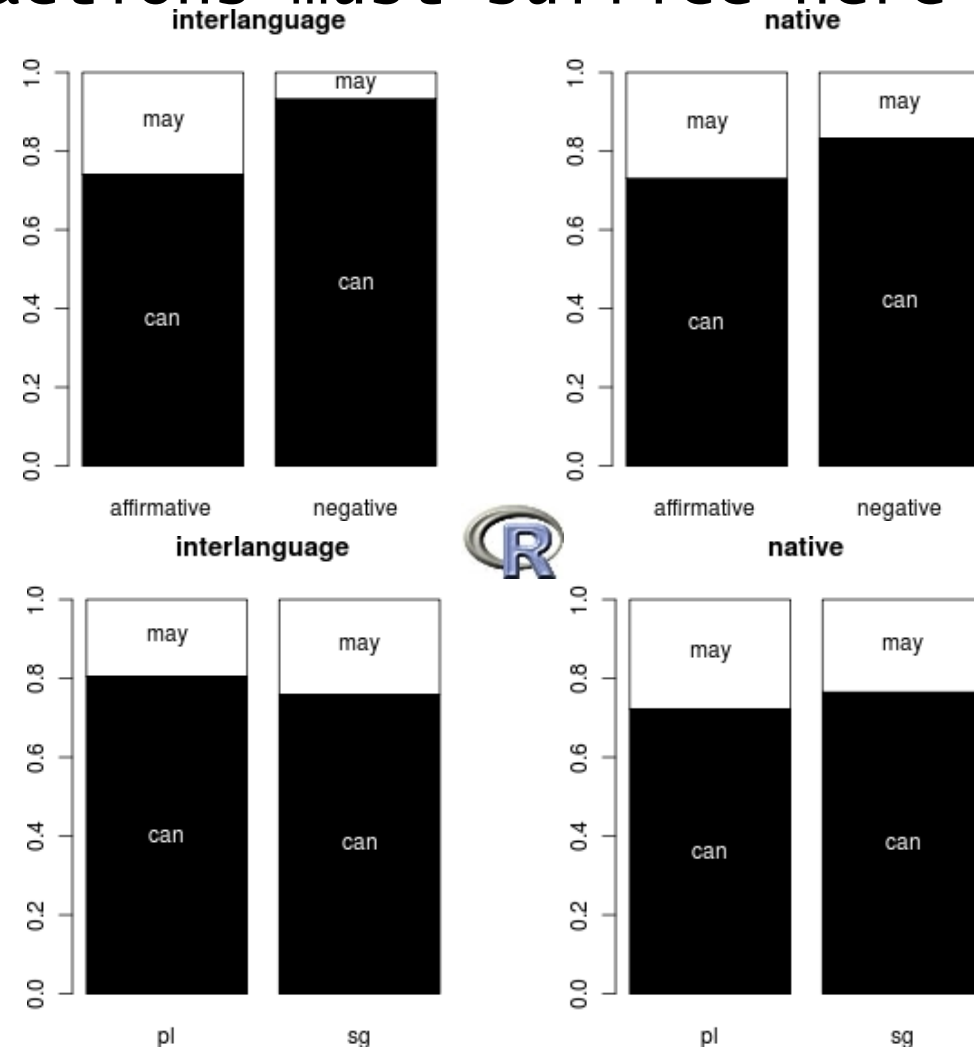 actions must suffice here
interlanguage native
1.0 may may 1.0 may may
0.8 0.8
0.6 0.6
can can
0.4 can can 0.4
0.2 0.2
0.0 0.0
affirmative negative affirmative negative
R
interlanguage native
1.0 may may 1.0 may may
0.8 0.8
0.6 0.6
0.4 can can 0.4 can can
0.2 0.2
0.0 0.0
pl sg pl sg